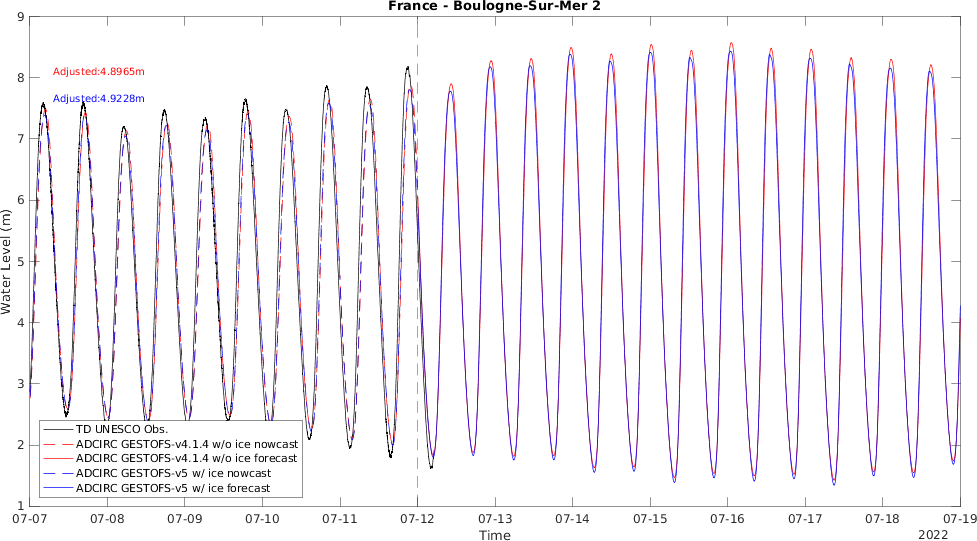 France - Boulogne-Sur-Mer 2
9
8
7
6
5
4
3
2
1
Water Level (m)
Adjusted:4.8965m
Adjusted:4.9228m
TD UNESCO Obs.
ADCIRC GESTOFS-v4.1.4 w/o ice nowcast
ADCIRC GESTOFS-v4.1.4 w/o ice forecast
ADCIRC GESTOFS-v5 w/ ice nowcast
ADCIRC GESTOFS-v5 w/ ice forecast
07-07 07-08 07-09 07-10 07-11 07-12 07-13 07-14 07-15 07-16 07-17 07-18 07-19
Time
2022